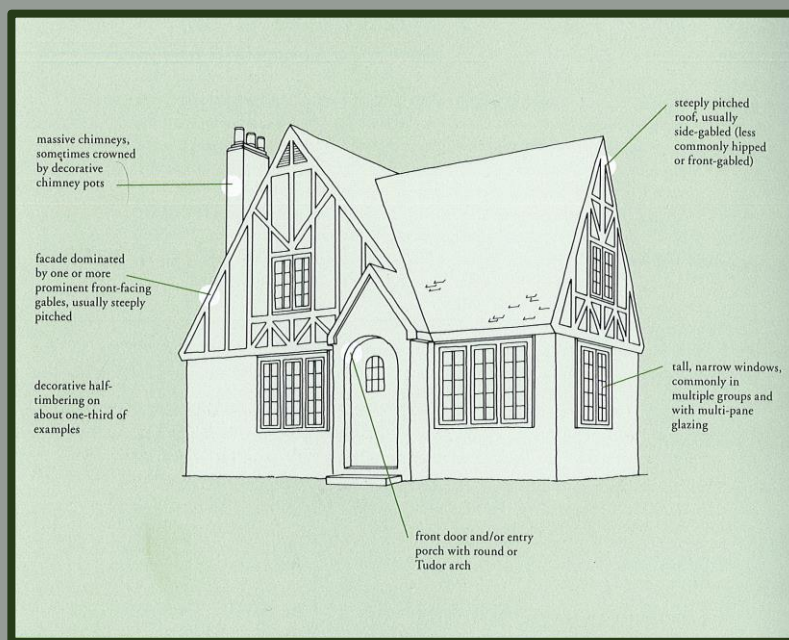 massive chimneys,
sometimes crowned
by decorative
chimney pots
facade dominated
by one or more
prominent front-facing
gables, usually steeply
pitched
decorative half-
timbering on
about one-third of
examples
steeply pitched
roof, usually
side-gabled (less
commonly hipped
or front-gabled)
tall, narrow windows,
commonly in
multiple groups and
with multi-pane
glazing
front door and/or entry
porch with round or
Tudor arch